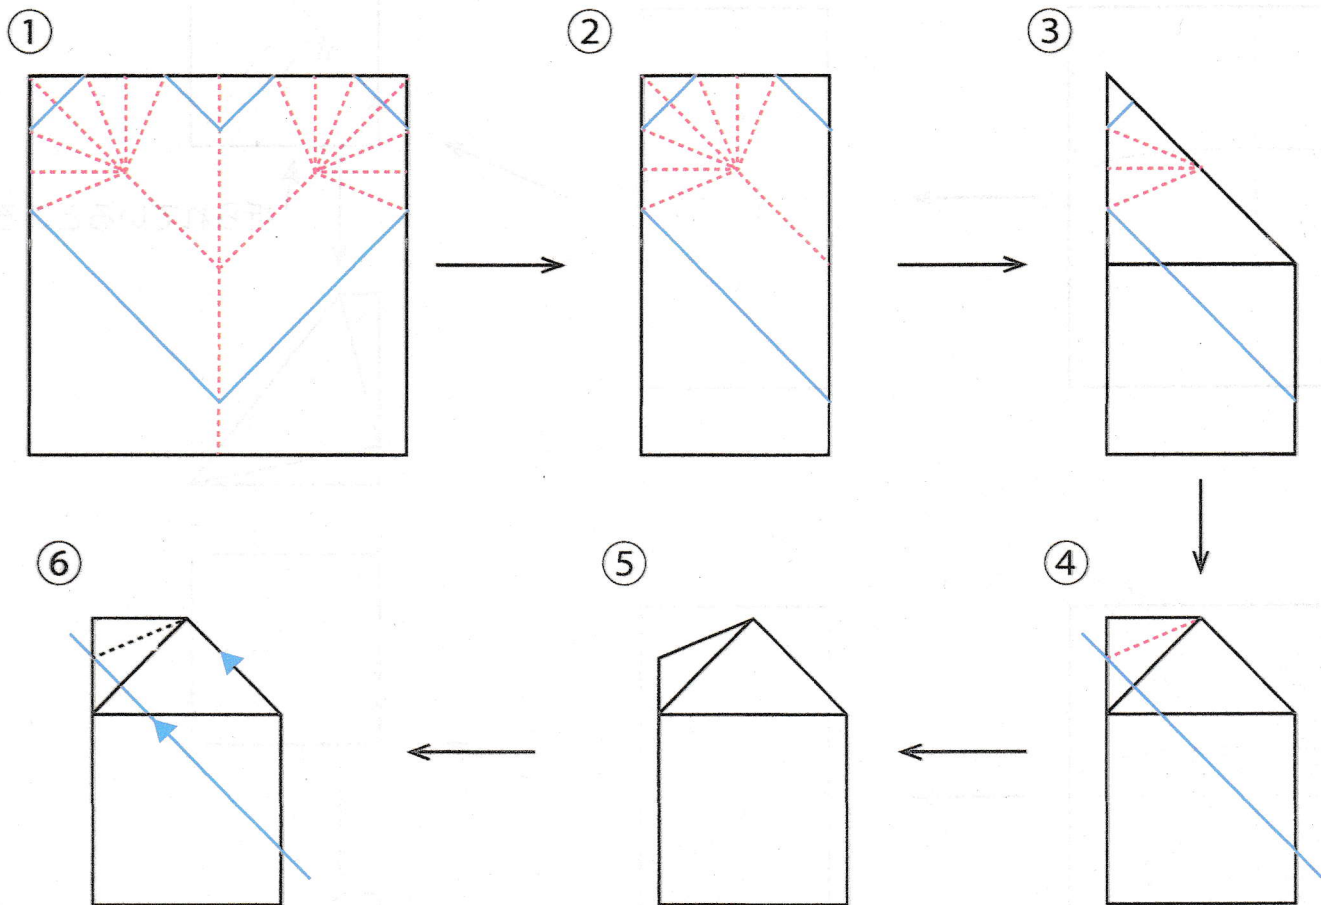 ① ② ③
⑥ ⑤ ④